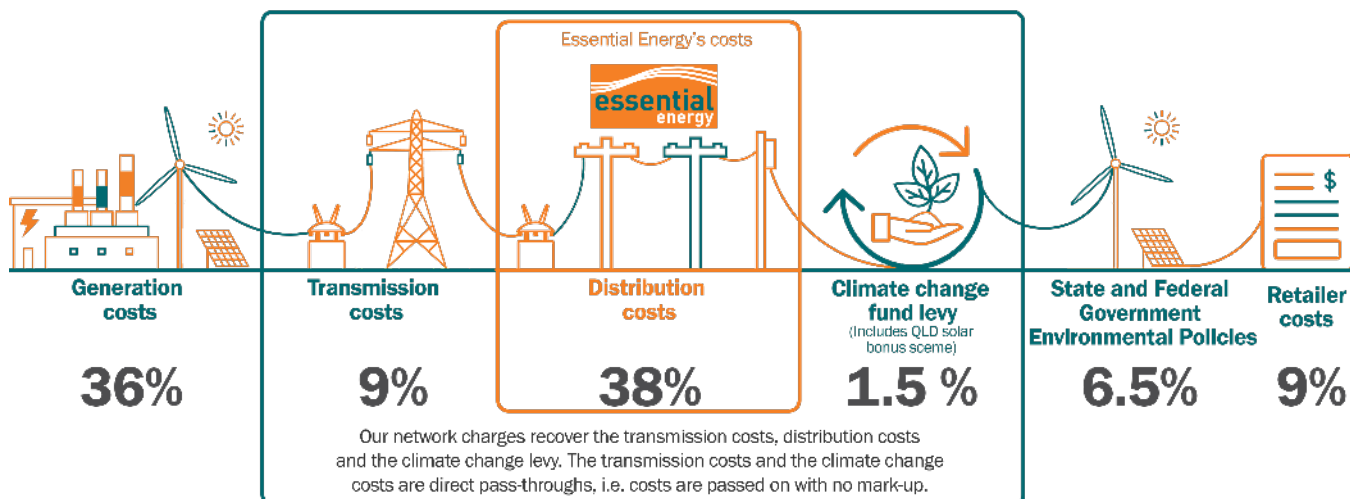 Essential Energy's costs
essential
energy
$
Generation
costs
36%
Transmission
costs
9%
Distribution
costs
38%
Climate change
fund levy
(Includes QLD solar
bonus sceme)
1.5 %
State and Federal
Government
Environmental Policies
6.5%
Retailer
costs
9%
Our network charges recover the transmission costs, distribution costs
and the climate change levy. The transmission costs and the climate change
costs are direct pass-throughs, i.e. costs are passed on with no mark-up.